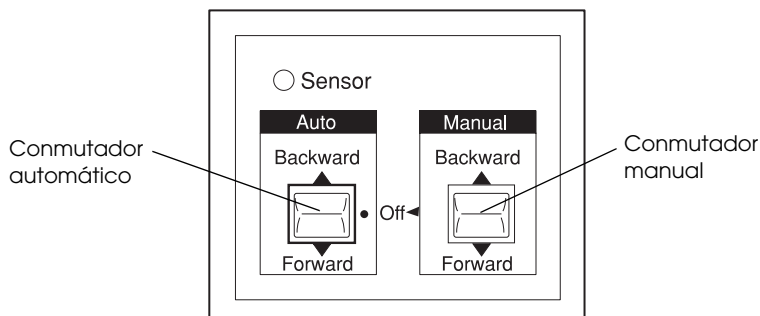 Sensor
Auto
Manual
Conmutador
automático
Backward
Backward
Conmutador
manual
Off
Forward
Forward